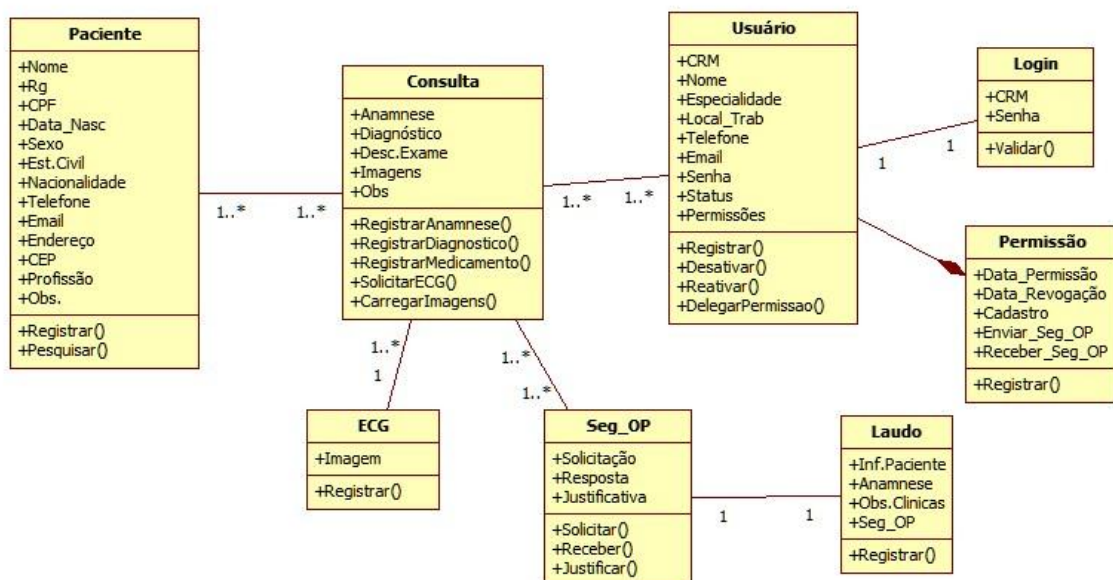 Paciente
+Nome
+Rg
+CPF
+Data_Nasc
+Sexo
+Est.Civil
+Nacionalidade
+Telefone
+Email
+Endereço
+CEP
+Profissão
+Obs.
+Registrar()
+Pesquisar()
1..*
1..*
Consulta
+Anamnese
+Diagnóstico
+Desc.Exame
+Imagens
+Obs
+RegistrarAnamnese()
+RegistrarDiagnostico()
+RegistrarMedicamento()
+SolicitarECG()
+CarregarImagens()
1..*
1..*
Usuário
+CRM
+Nome
+Especialidade
+Local_Trab
+Telefone
+Email
+Senha
+Status
+Permissões
+Registrar()
+Desativar()
+Reativar()
+DelegarPermissao()
1
1
Login
+CRM
+Senha
+Validar()
Permissão
+Data_Permissão
+Data_Revogação
+Cadastro
+Enviar_Seg_OP
+Receber_Seg_OP
+Registrar()
1..*
1
ECG
+Imagem
+Registrar()
1..*
1..*
Seg_OP
+Solicitação
+Resposta
+Justificativa
+Solicitar()
+Receber()
+Justificar()
1
1
Laudo
+Inf.Paciente
+Anamnese
+Obs.Clinicas
+Seg_OP
+Registrar()